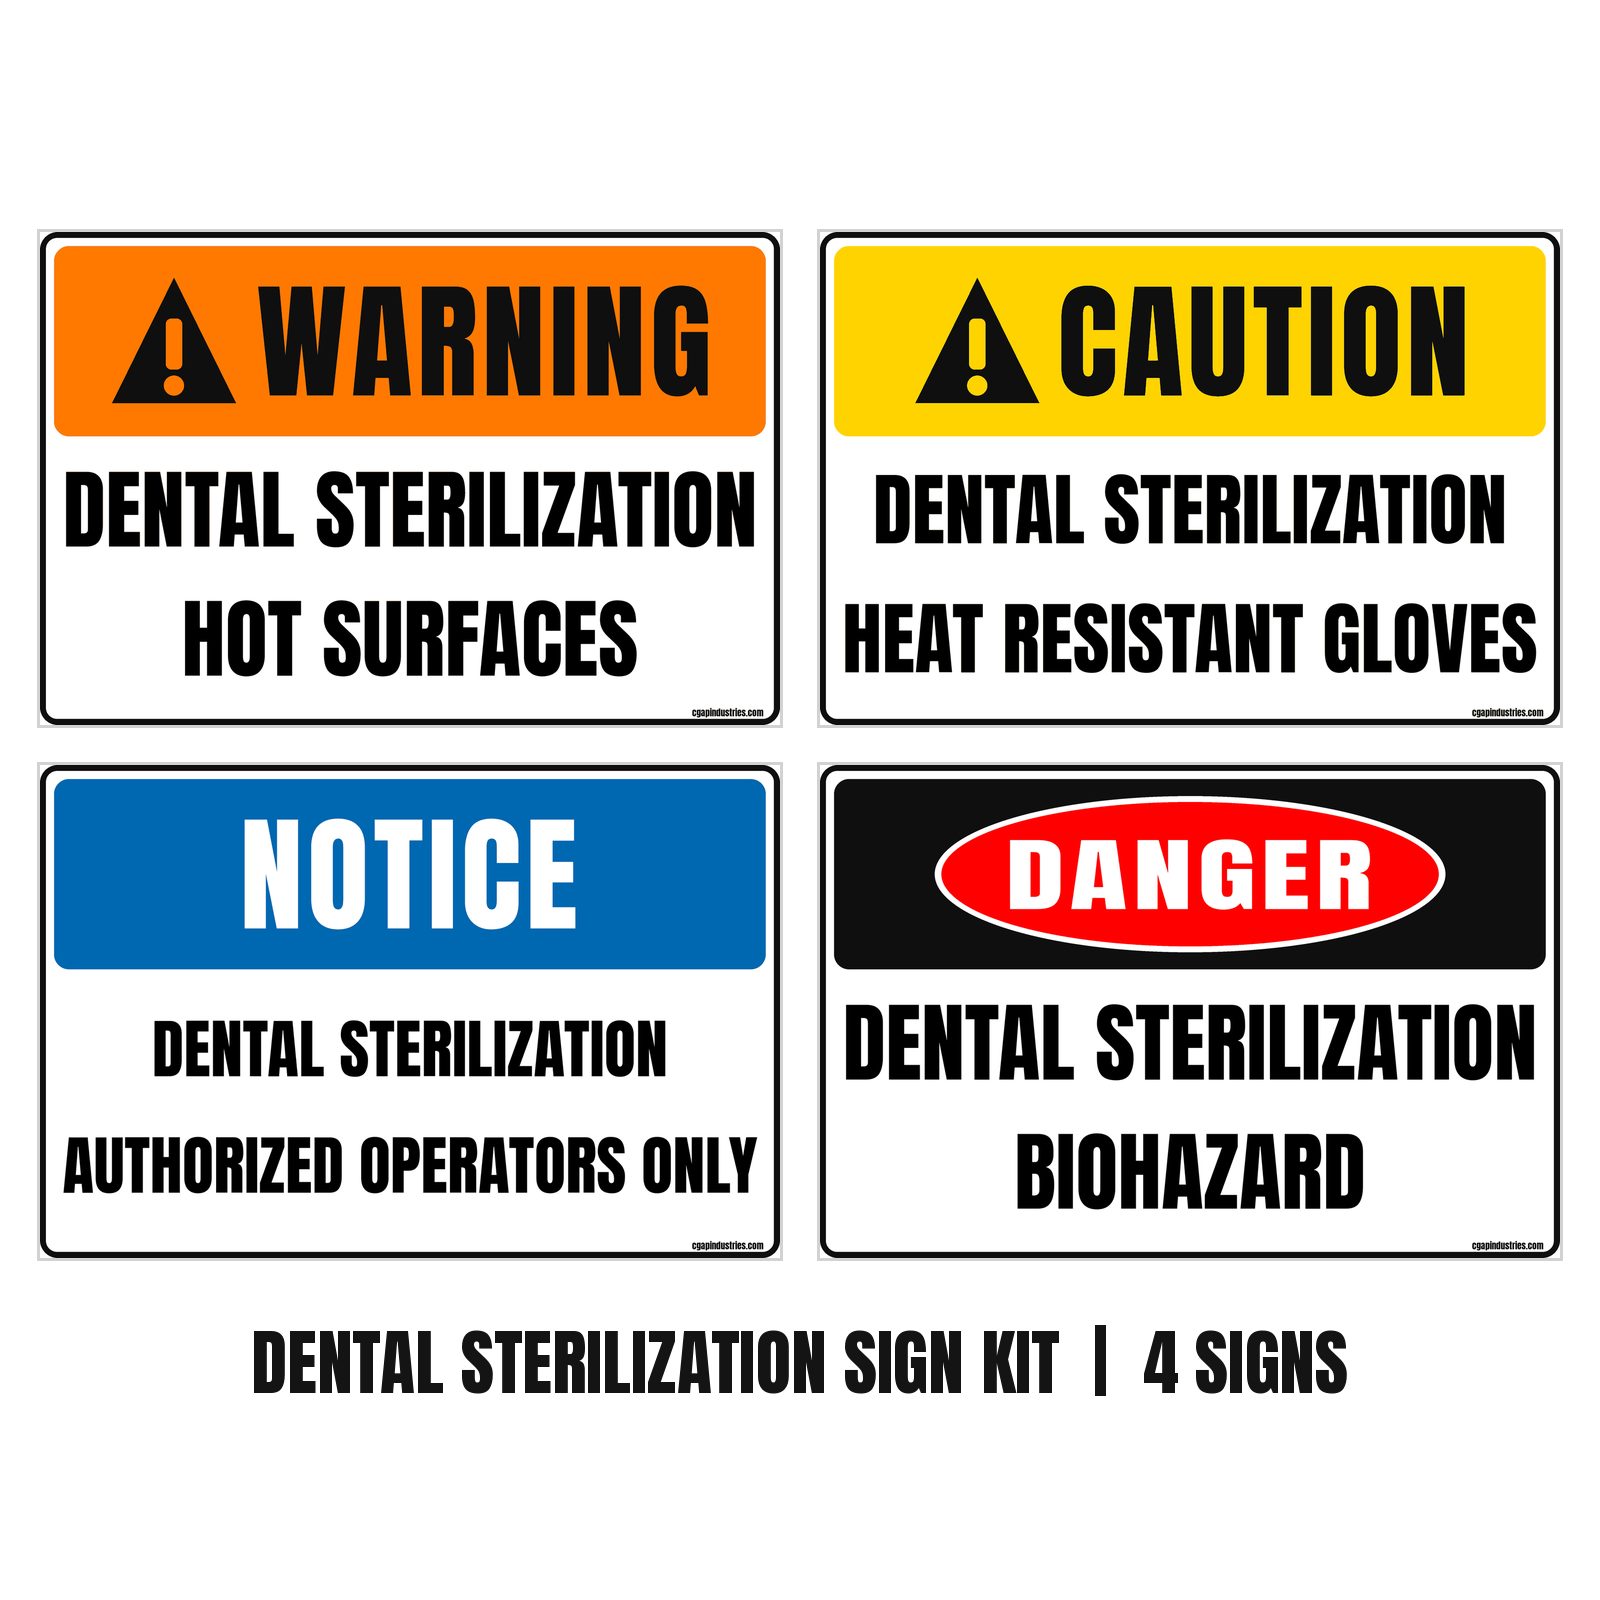 WARNING
DENTAL STERILIZATION
HOT SURFACES
cgapindustries.com
CAUTION
DENTAL STERILIZATION
HEAT RESISTANT GLOVES
cgapindustries.com
NOTICE
DENTAL STERILIZATION
AUTHORIZED OPERATORS ONLY
cgapindustries.com
DANGER
DENTAL STERILIZATION
BIOHAZARD
cgapindustries.com
DENTAL STERILIZATION SIGN KIT | 4 SIGNS